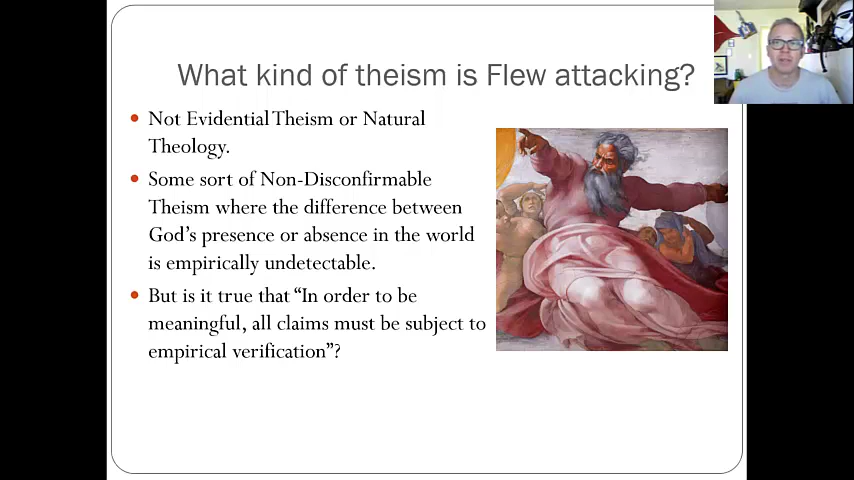 What kind of theism is Flew attacking?
Not Evidential Theism or Natural
Theology.
Some sort of Non-Disconfirmable
Theism where the difference between
God’s presence or absence in the world
is empirically undetectable.
But is it true that “In order to be
meaningful, all claims must be subject to
empirical verification”?